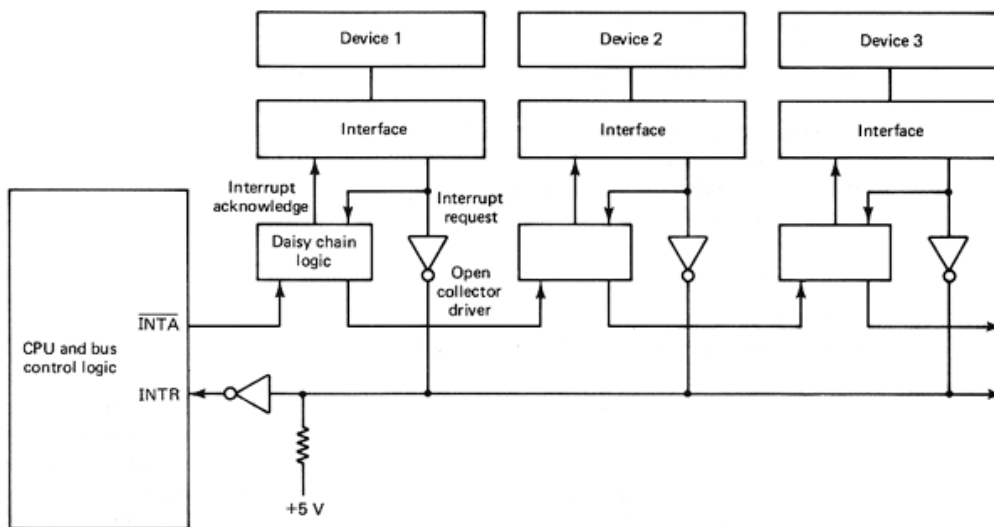 Device 1
Device 2
Device 3
Interface
Interface
Interface
Interrupt
acknowledge
Interrupt
request
Daisy chain
logic
Open
collector
driver
INTA
CPU and bus
control logic
INTR
+5 V